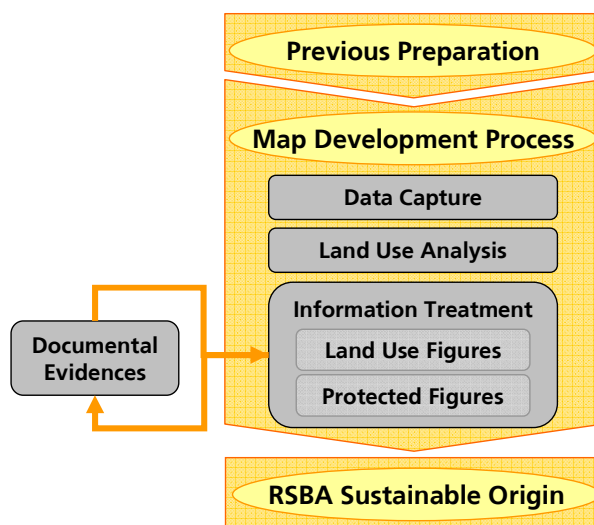 Previous Preparation
Map Development Process
Data Capture
Land Use Analysis
Information Treatment
Land Use Figures
Protected Figures
Documental
Evidences
RSBA Sustainable Origin